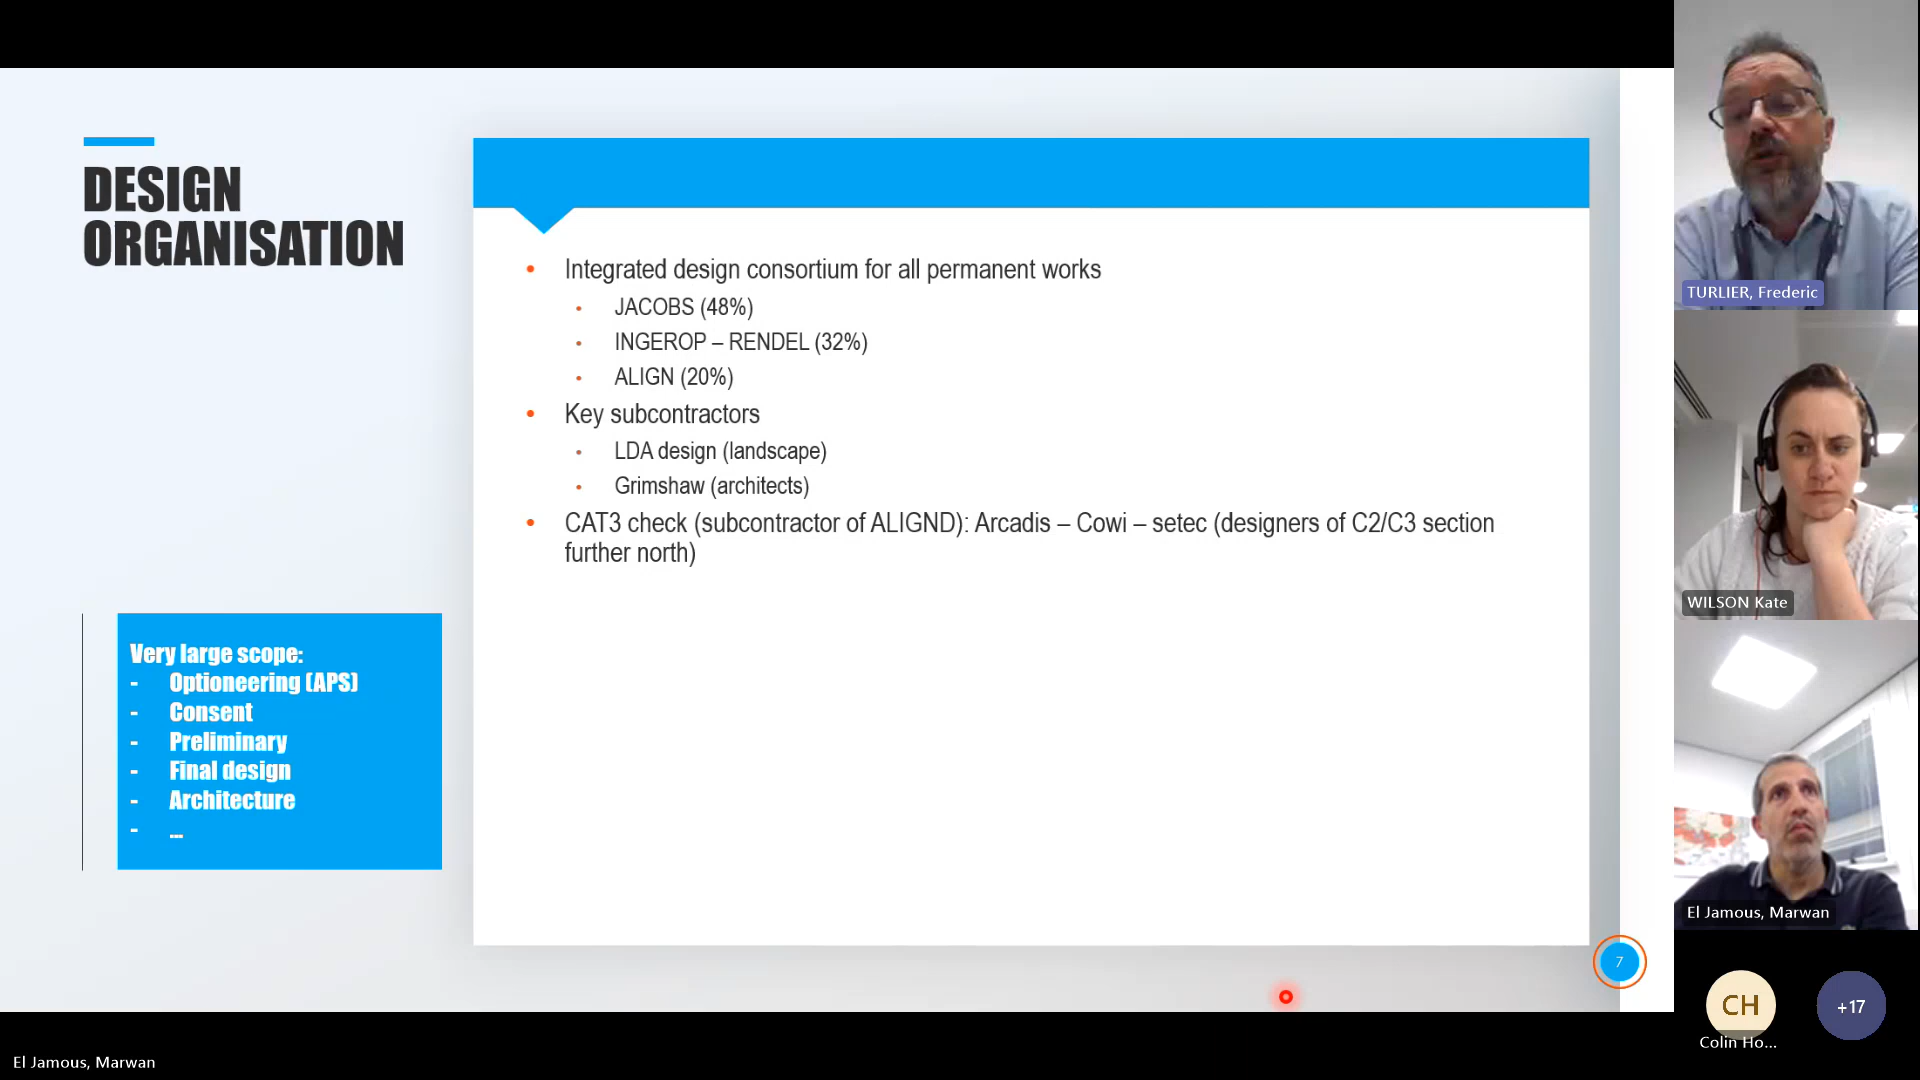 DESIGN
ORGANISATION
• Integrated design consortium for all permanent works
• JACOBS (48%)
• INGEROP – RENDEL (32%)
• ALIGN (20%)
• Key subcontractors
• LDA design (landscape)
• Grimshaw (architects)
• CAT3 check (subcontractor of ALIGND): Arcadis – Cowi – setec (designers of C2/C3 section
further north)
Very large scope:
- Optioneering (APS)
- Consent
- Preliminary
- Final design
- Architecture
- ...
7
TURLIER, Frederic
WILSON Kate
El Jamous, Marwan
CH
Colin Ho...
+17
El Jamous, Marwan